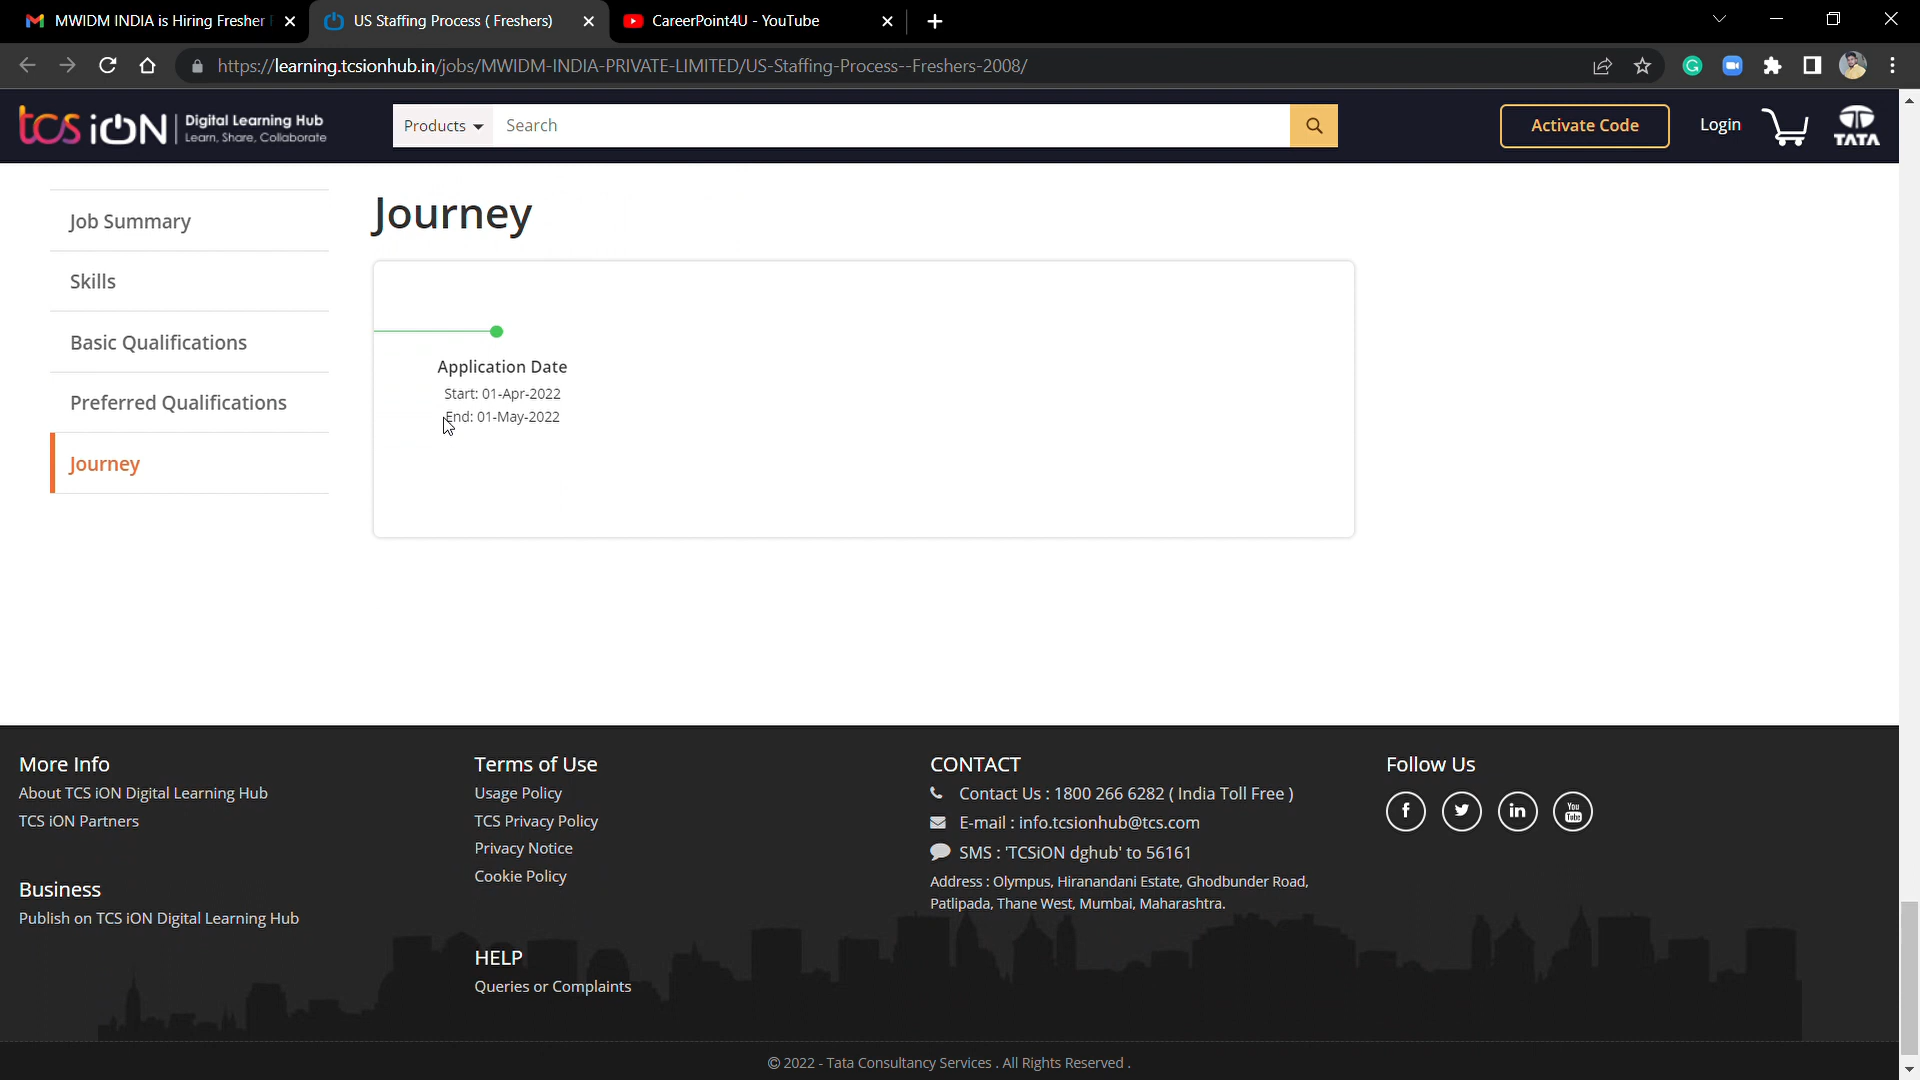 MWIDM INDIA is Hiring Fresher
US Staffing Process ( Freshers)
CareerPoint4U - YouTube
https://learning.tcsionhub.in/jobs/MWIDM-INDIA-PRIVATE-LIMITED/US-Staffing-Process--Freshers-2008/
tcs iON
Digital Learning Hub
Learn, Share, Collaborate
Products
Search
Activate Code
Login
TATA
Job Summary
Skills
Basic Qualifications
Preferred Qualifications
Journey
Journey
Application Date
Start: 01-Apr-2022
End: 01-May-2022
More Info
About TCS iON Digital Learning Hub
TCS iON Partners
Business
Publish on TCS iON Digital Learning Hub
Terms of Use
Usage Policy
TCS Privacy Policy
Privacy Notice
Cookie Policy
HELP
Queries or Complaints
CONTACT
Contact Us : 1800 266 6282 ( India Toll Free )
E-mail : info.tcsionhub@tcs.com
SMS : 'TCSiON dghub' to 56161
Address : Olympus, Hiranandani Estate, Ghodbunder Road,
Patlipada, Thane West, Mumbai, Maharashtra.
Follow Us
You
Tube
© 2022 - Tata Consultancy Services . All Rights Reserved .